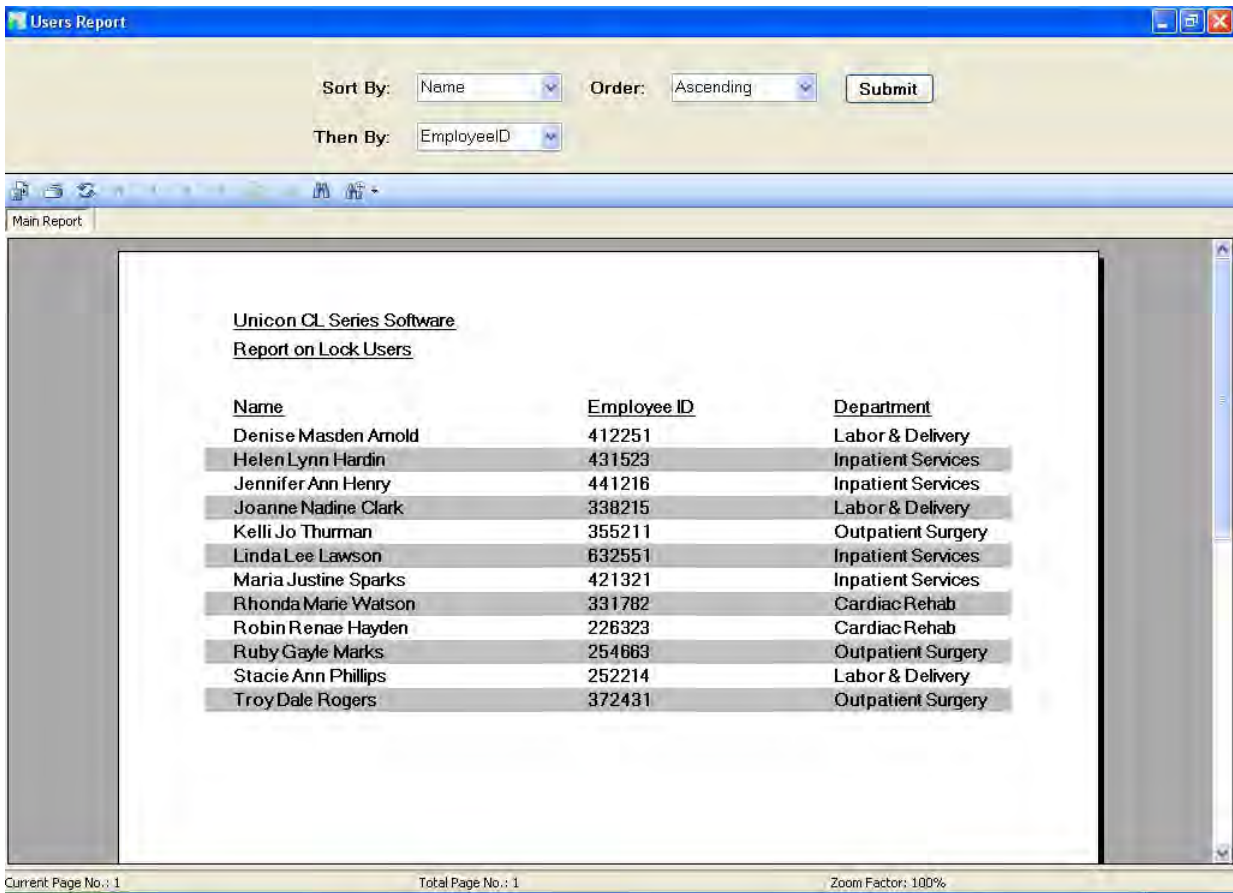 Users Report
Sort By: Name Order: Ascending Submit
Then By: EmployeeID
Main Report
Unicon CL Series Software
Report on Lock Users
Name Employee ID Department
Denise Masden Arnold 412251 Labor & Delivery
Helen Lynn Hardin 431523 Inpatient Services
Jennifer Ann Henry 441216 Inpatient Services
Joanne Nadine Clark 338215 Labor & Delivery
Kelli Jo Thurman 355211 Outpatient Surgery
Linda Lee Lawson 632551 Inpatient Services
Maria Justine Sparks 421321 Inpatient Services
Rhonda Marie Watson 331782 Cardiac Rehab
Robin Renae Hayden 226323 Cardiac Rehab
Ruby Gayle Marks 254663 Outpatient Surgery
Stacie Ann Phillips 252214 Labor & Delivery
Troy Dale Rogers 372431 Outpatient Surgery
Current Page No.: 1 Total Page No.: 1 Zoom Factor: 100%